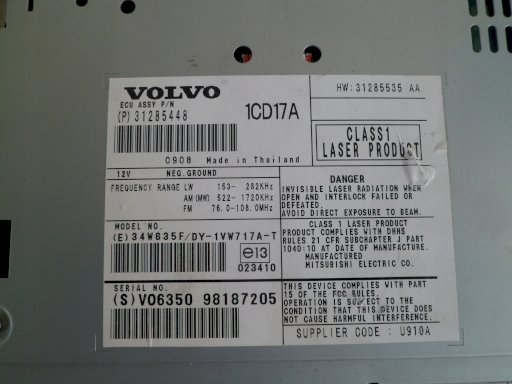 VOLVO
ECU ASSY P/N
(P) 31285448
1CD17A
HW: 31285535 AA
CLASS1
LASER PRODUCT
0908 Made in Thailand
12V NEG.GROUND
FREQUENCY RANGE LW 153- 282KHz
AM (MW) 522- 1720KHz
FM 76.0-108.0MHz
DANGER
INVISIBLE LASER RADIATION WHEN
OPEN AND INTERLOCK FAILED OR
DEFEATED.
AVOID DIRECT EXPOSURE TO BEAM.
MODEL NO.
(E) 34W635F/DY-1VW717A-T
e13
023410
CLASS 1 LASER PRODUCT
PRODUCT COMPLIES WITH DHHS
RULES 21 CFR SUBCHAPTER J PART
1040:10 AT DATE OF MANUFACTURE.
MANUFACTURED
MITSUBISHI ELECTRIC CO.
SERIAL NO.
(S) VO6350 98187205
THIS DEVICE COMPLIES WITH PART
15 OF THE FCC RULES.
OPERATION IS SUBJECT TO THE
CONDITION THAT THIS DEVICE DOES
NOT CAUSE HARMFUL INTERFERENCE.
SUPPLIER CODE : U910A